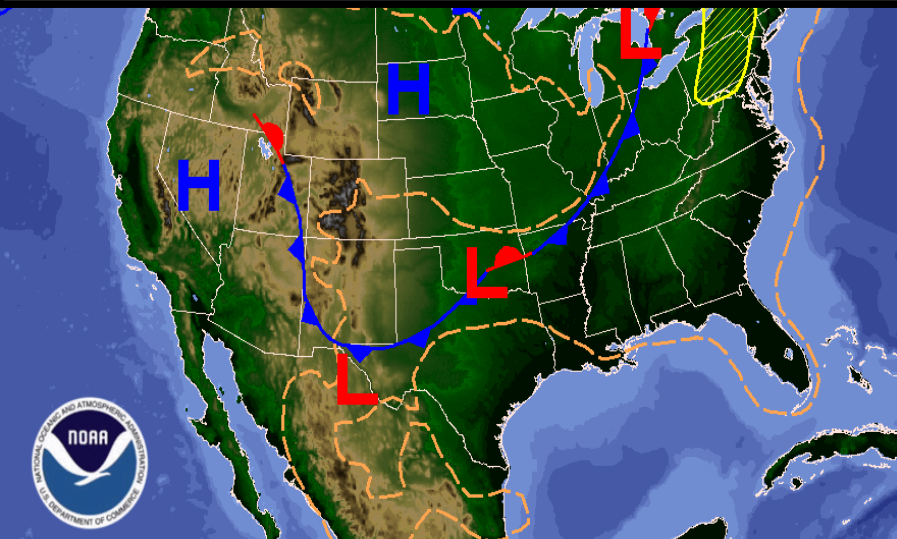 L
H
H
L
L
NOAA
NATIONAL OCEANIC AND ATMOSPHERIC ADMINISTRATION
U.S. DEPARTMENT OF COMMERCE